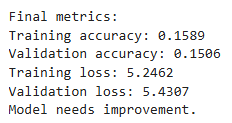 Final metrics:
Training accuracy: 0.1589
Validation accuracy: 0.1506
Training loss: 5.2462
Validation loss: 5.4307
Model needs improvement.